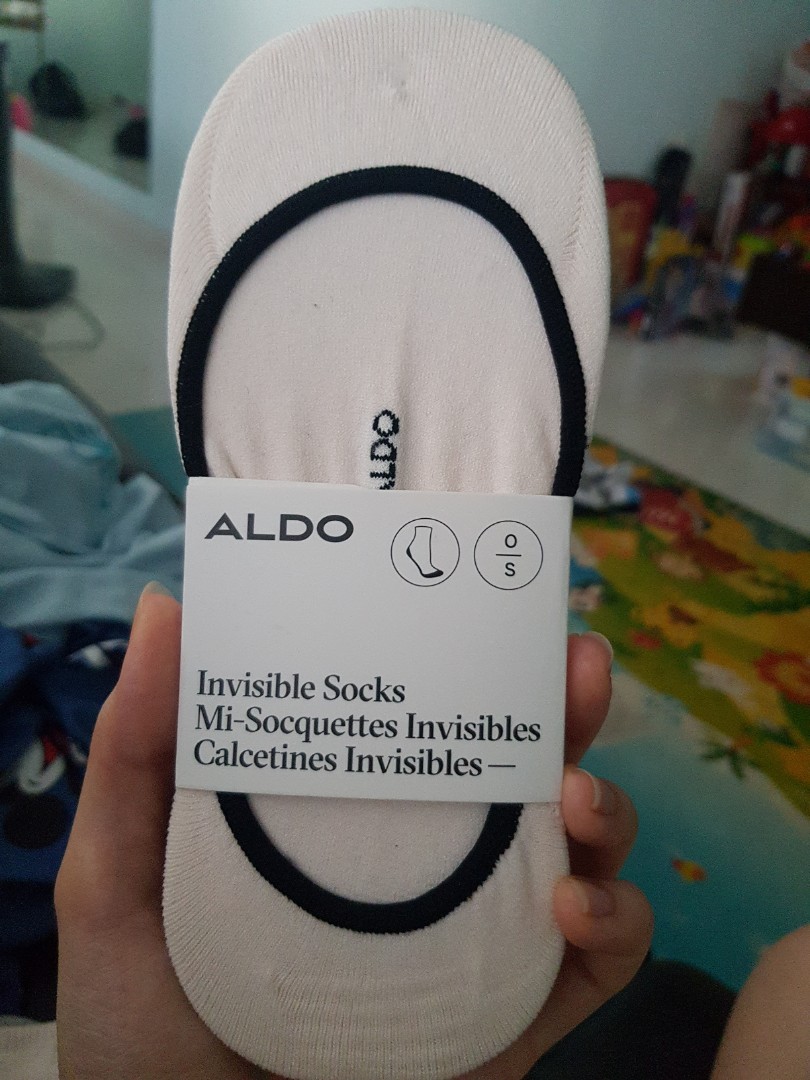 ALDO
ALDO
O
S
Invisible Socks
Mi-Socquettes Invisibles
Calcetines Invisibles —